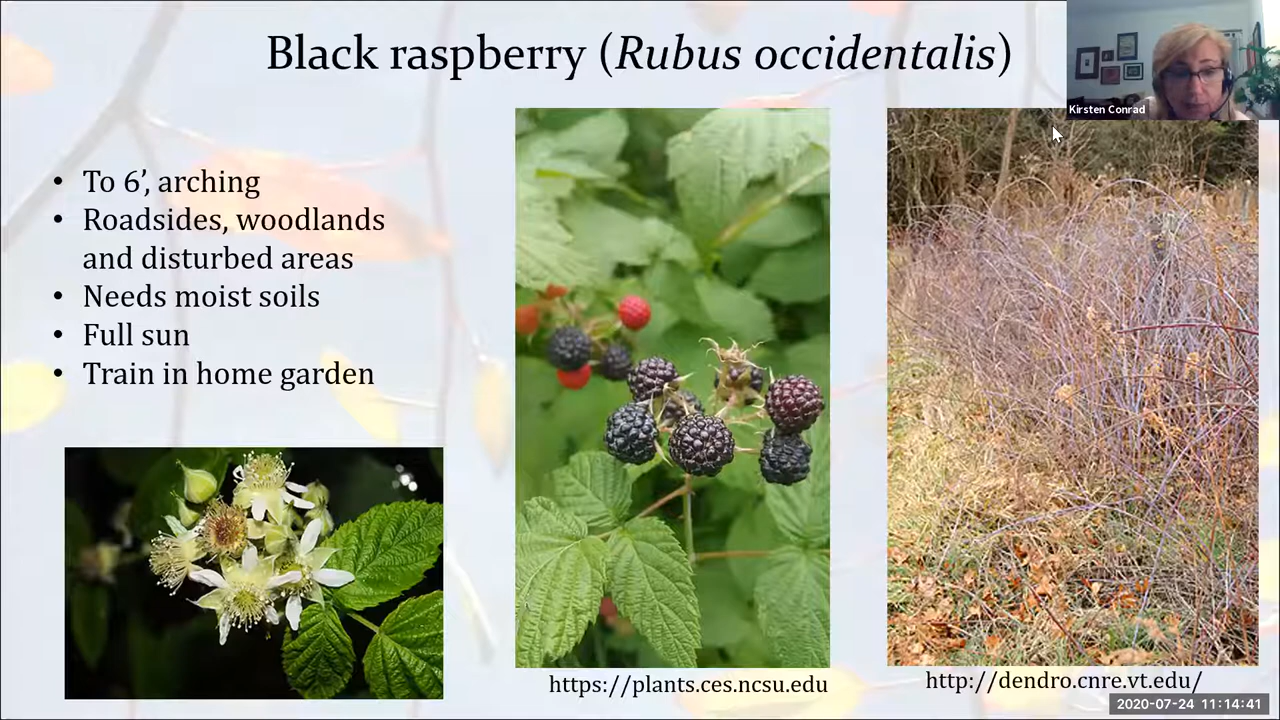 Black raspberry (Rubus occidentalis)
Kirsten Conrad
• To 6’, arching
• Roadsides, woodlands
and disturbed areas
• Needs moist soils
• Full sun
• Train in home garden
https://plants.ces.ncsu.edu
http://dendro.cnre.vt.edu/
2020-07-24 11:14:41